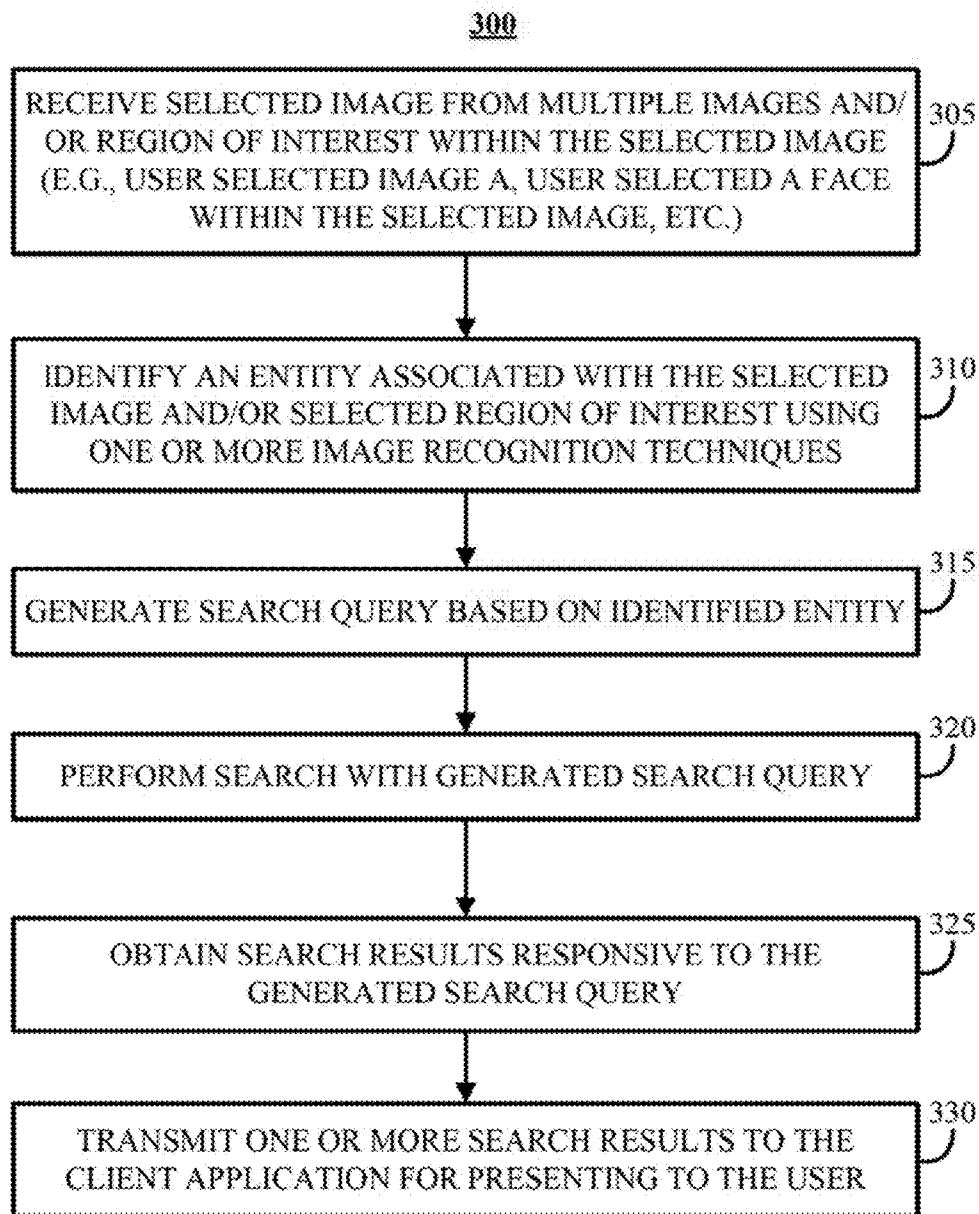 300
RECEIVE SELECTED IMAGE FROM MULTIPLE IMAGES AND/
OR REGION OF INTEREST WITHIN THE SELECTED IMAGE
(E.G., USER SELECTED IMAGE A, USER SELECTED A FACE
WITHIN THE SELECTED IMAGE, ETC.)
305
IDENTIFY AN ENTITY ASSOCIATED WITH THE SELECTED
IMAGE AND/OR SELECTED REGION OF INTEREST USING
ONE OR MORE IMAGE RECOGNITION TECHNIQUES
310
GENERATE SEARCH QUERY BASED ON IDENTIFIED ENTITY
315
PERFORM SEARCH WITH GENERATED SEARCH QUERY
320
OBTAIN SEARCH RESULTS RESPONSIVE TO THE
GENERATED SEARCH QUERY
325
TRANSMIT ONE OR MORE SEARCH RESULTS TO THE
CLIENT APPLICATION FOR PRESENTING TO THE USER
330